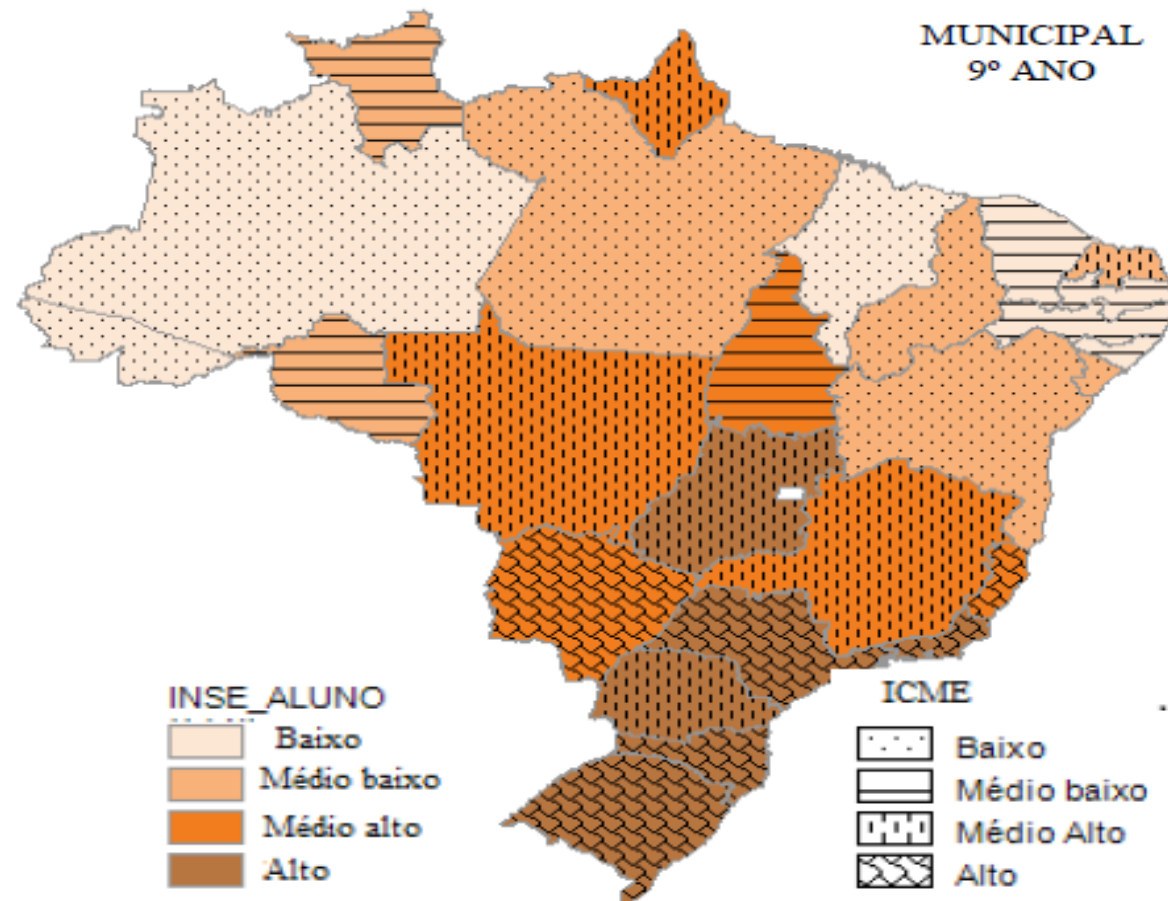 MUNICIPAL
9º ANO
INSE_ALUNO
Baixo
Médio baixo
Médio alto
Alto
ICME
Baixo
Médio baixo
Médio Alto
Alto